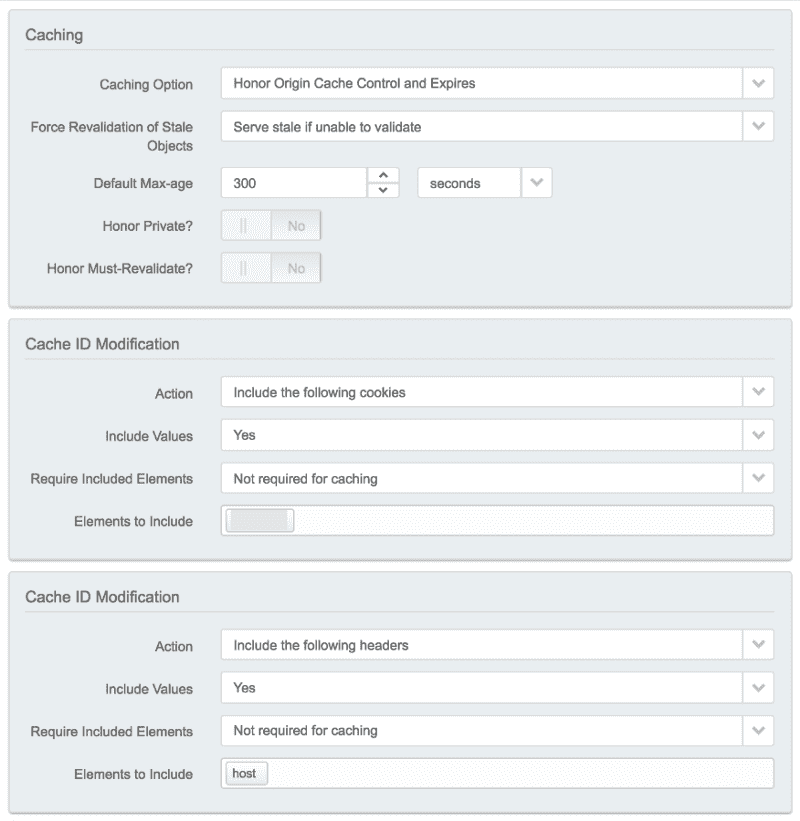 Caching
Caching Option Honor Origin Cache Control and Expires
Force Revalidation of Stale Objects Serve stale if unable to validate
Default Max-age 300 seconds
Honor Private? No
Honor Must-Revalidate? No
Cache ID Modification
Action Include the following cookies
Include Values Yes
Require Included Elements Not required for caching
Elements to Include
Cache ID Modification
Action Include the following headers
Include Values Yes
Require Included Elements Not required for caching
Elements to Include host